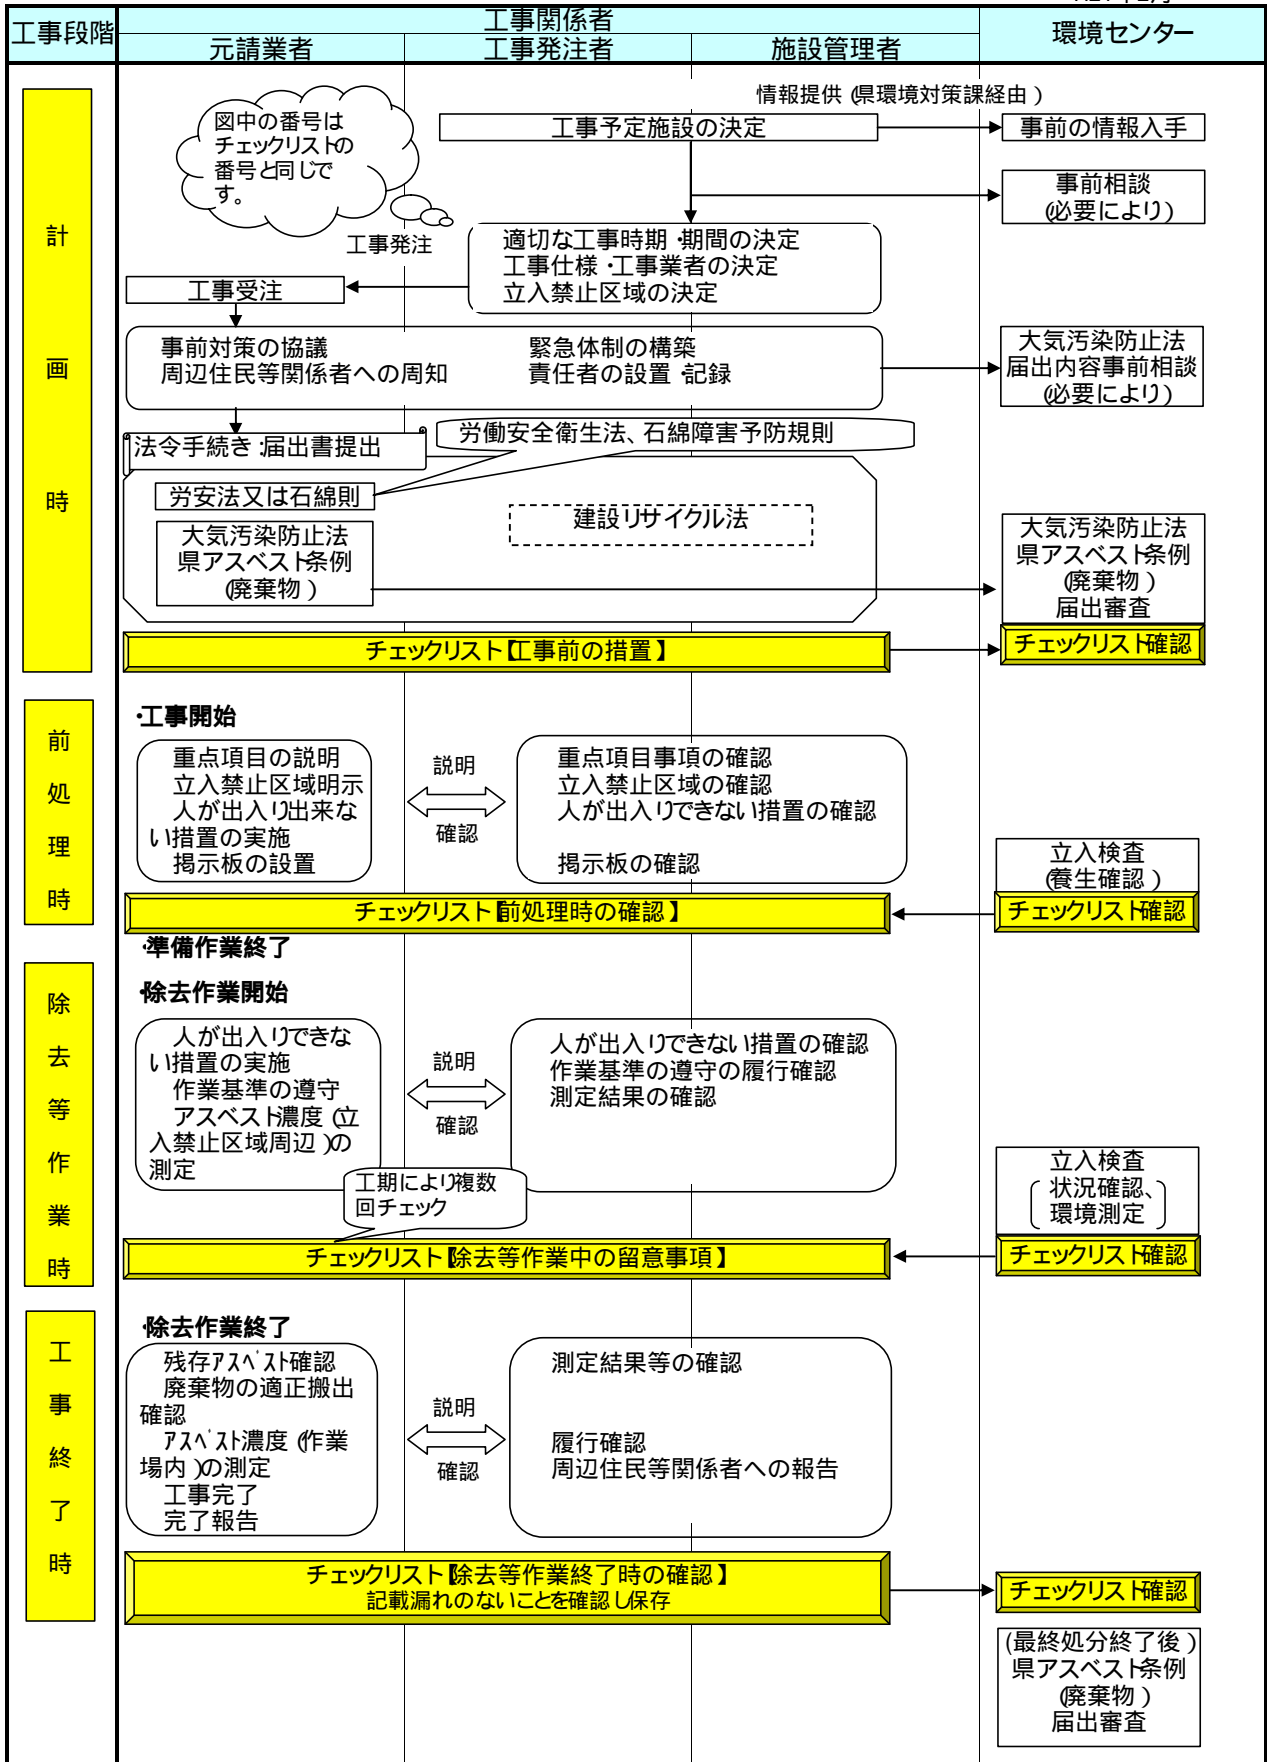 工事段階
工事関係者
環境センター
元請業者
工事発注者
施設管理者
計画時
図中の番号は
チェックリストの
番号と同じで
す。
情報提供(県環境対策課経由)
工事予定施設の決定
事前の情報入手
事前相談
(必要により)
工事発注
適切な工事時期・期間の決定
工事仕様・工事業者の決定
立入禁止区域の決定
工事受注
事前対策の協議
周辺住民等関係者への周知
緊急体制の構築
責任者の設置・記録
大気汚染防止法
届出内容事前相談
(必要により)
法令手続き:届出書提出
労働安全衛生法、石綿障害予防規則
労安法又は石綿則
建設リサイクル法
大気汚染防止法
県アスベスト条例
(廃棄物)
大気汚染防止法
県アスベスト条例
(廃棄物)
届出審査
チェックリスト【工事前の措置】
チェックリスト確認
前処理時
・工事開始
重点項目の説明
立入禁止区域明示
人が出入り出来な
い措置の実施
掲示板の設置
説明
確認
重点項目事項の確認
立入禁止区域の確認
人が出入りできない措置の確認
掲示板の確認
立入検査
(養生確認)
チェックリスト【前処理時の確認】
チェックリスト確認
・準備作業終了
除去等作業時
・除去作業開始
人が出入りできな
い措置の実施
作業基準の遵守
アスベスト濃度(立
入禁止区域周辺)の
測定
説明
確認
人が出入りできない措置の確認
作業基準の遵守の履行確認
測定結果の確認
工期により複数
回チェック
立入検査
状況確認、
環境測定
チェックリスト【除去等作業中の留意事項】
チェックリスト確認
工事終了時
・除去作業終了
残存アスベスト確認
廃棄物の適正搬出
確認
アスベスト濃度(作業
場内)の測定
工事完了
完了報告
説明
確認
測定結果等の確認
履行確認
周辺住民等関係者への報告
チェックリスト【除去等作業終了時の確認】
記載漏れのないことを確認し保存
チェックリスト確認
(最終処分終了後)
県アスベスト条例
(廃棄物)
届出審査